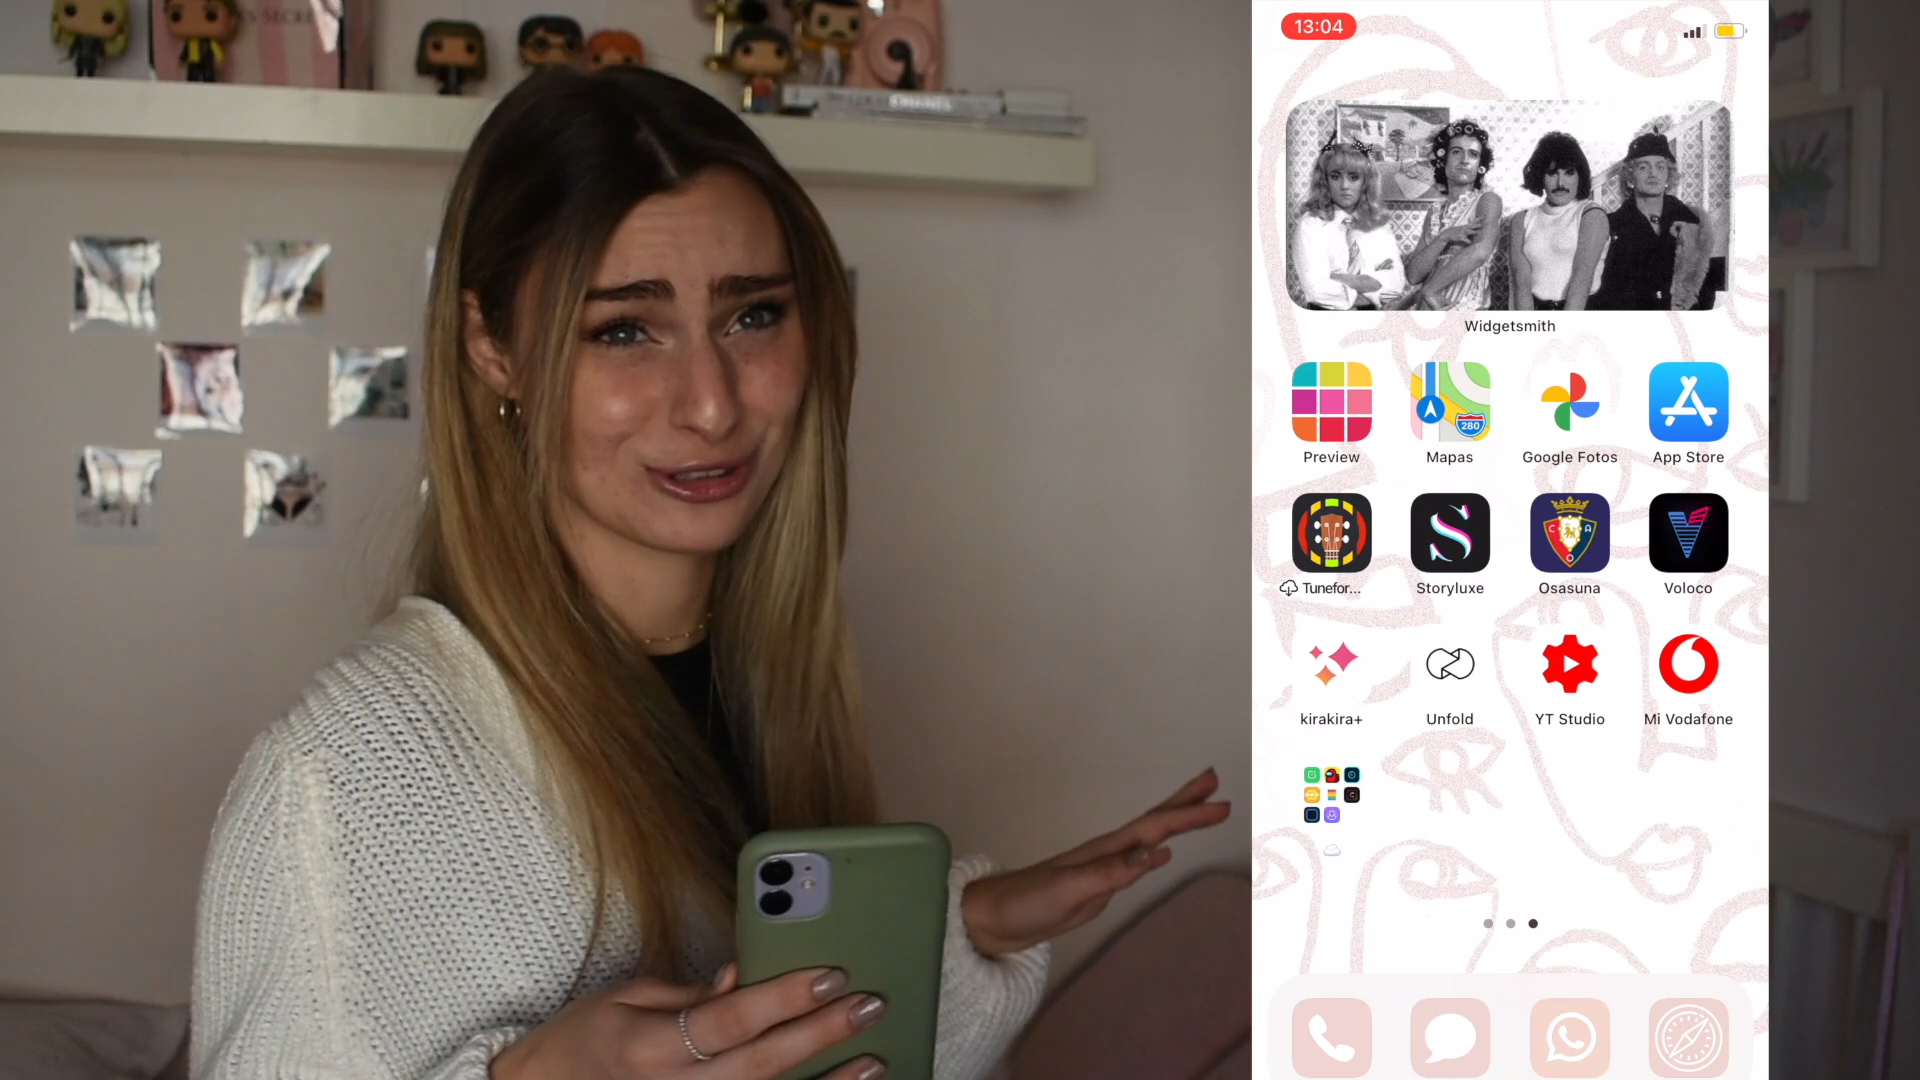 13:04
Widgetsmith
280
Preview
Mapas
Google Fotos
App Store
Tunefor...
Storyluxe
Osasuna
Voloco
kirakira+
Unfold
YT Studio
Mi Vodafone